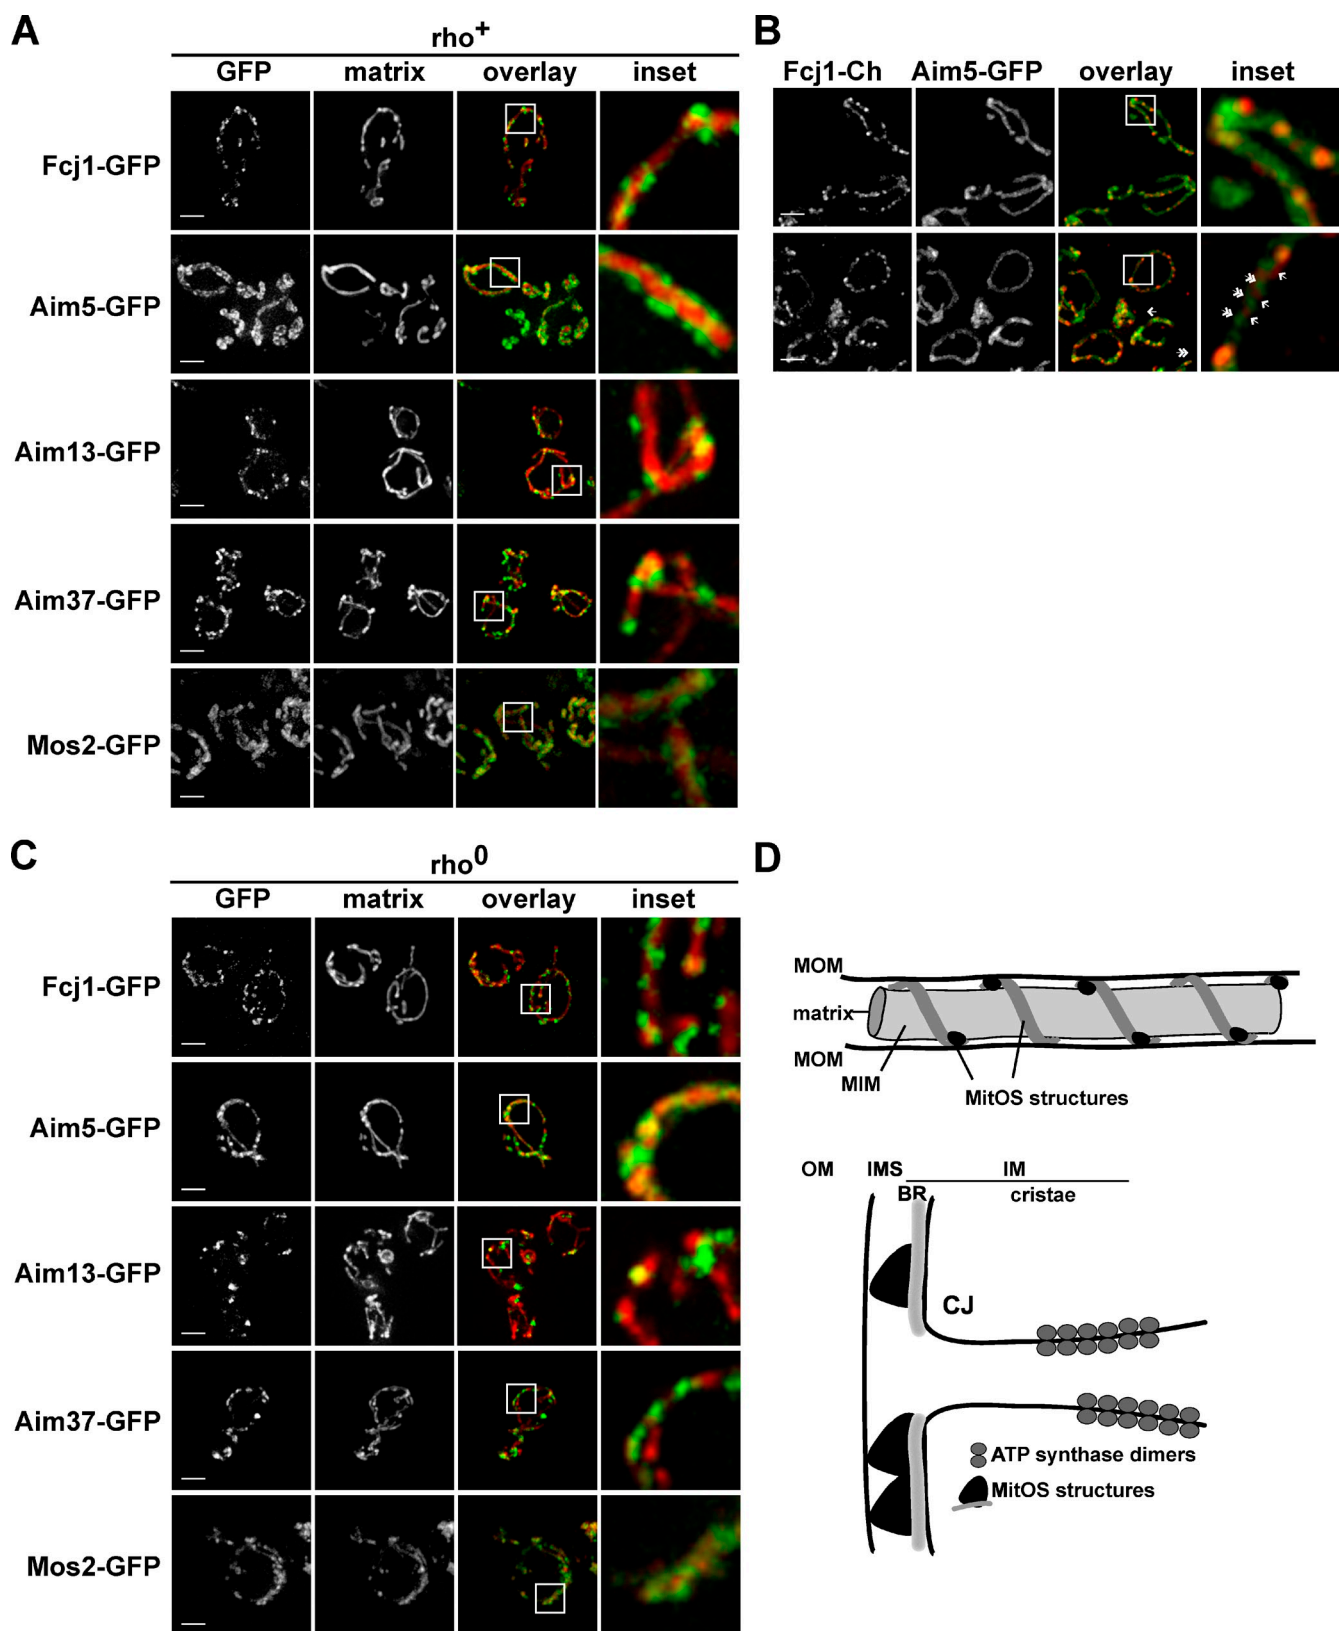 A
rho+
GFP matrix overlay inset
Fcj1-GFP
Aim5-GFP
Aim13-GFP
Aim37-GFP
Mos2-GFP
B
Fcj1-Ch Aim5-GFP overlay inset
C
rho0
GFP matrix overlay inset
Fcj1-GFP
Aim5-GFP
Aim13-GFP
Aim37-GFP
Mos2-GFP
D
MOM
matrix
MOM
MIM
MitOS structures
OM IMS IM
BR cristae
CJ
ATP synthase dimers
MitOS structures